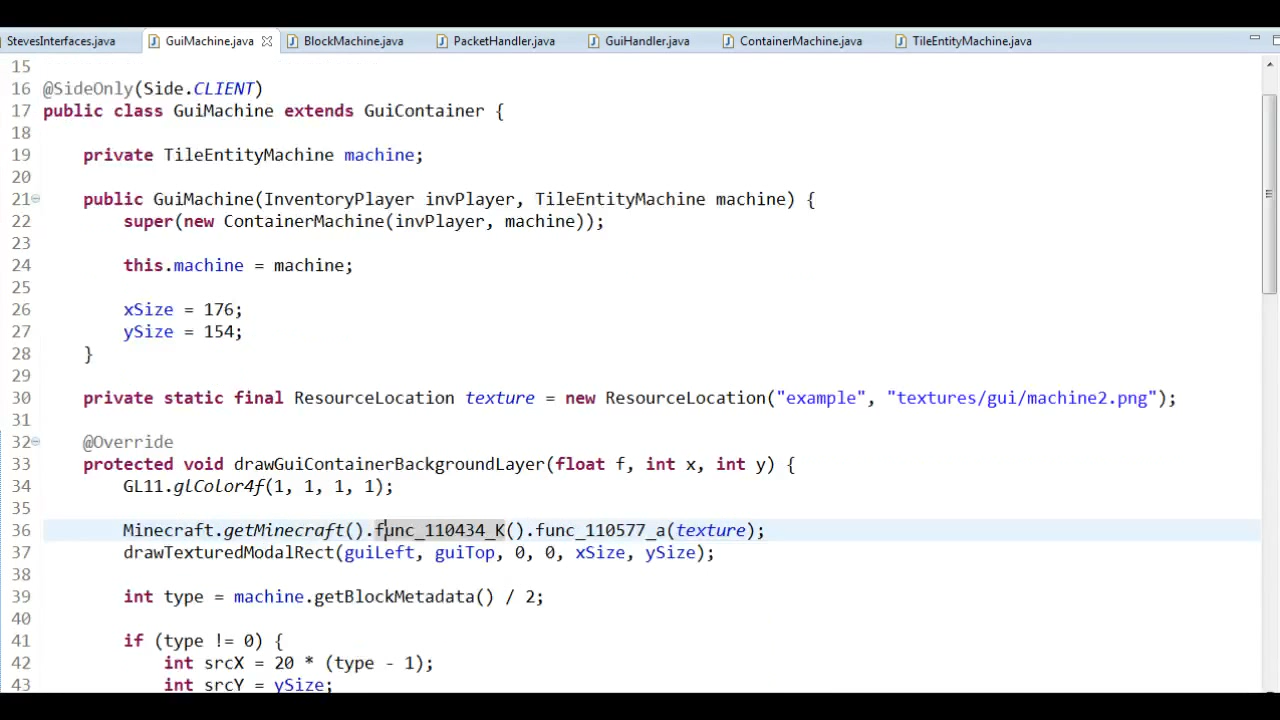 StevesInterfaces.java GuiMachine.java BlockMachine.java PacketHandler.java GuiHandler.java ContainerMachine.java TileEntityMachine.java
15
16 @SideOnly(Side.CLIENT)
17 public class GuiMachine extends GuiContainer {
18
19 private TileEntityMachine machine;
20
21 public GuiMachine(InventoryPlayer invPlayer, TileEntityMachine machine) {
22 super(new ContainerMachine(invPlayer, machine));
23
24 this.machine = machine;
25
26 xSize = 176;
27 ySize = 154;
28 }
29
30 private static final ResourceLocation texture = new ResourceLocation("example", "textures/gui/machine2.png");
31
32 @Override
33 protected void drawGuiContainerBackgroundLayer(float f, int x, int y) {
34 GL11.glColor4f(1, 1, 1, 1);
35
36 Minecraft.getMinecraft().func_110434_K().func_110577_a(texture);
37 drawTexturedModalRect(guiLeft, guiTop, 0, 0, xSize, ySize);
38
39 int type = machine.getBlockMetadata() / 2;
40
41 if (type != 0) {
42 int srcX = 20 * (type - 1);
43 int srcY = ySize;